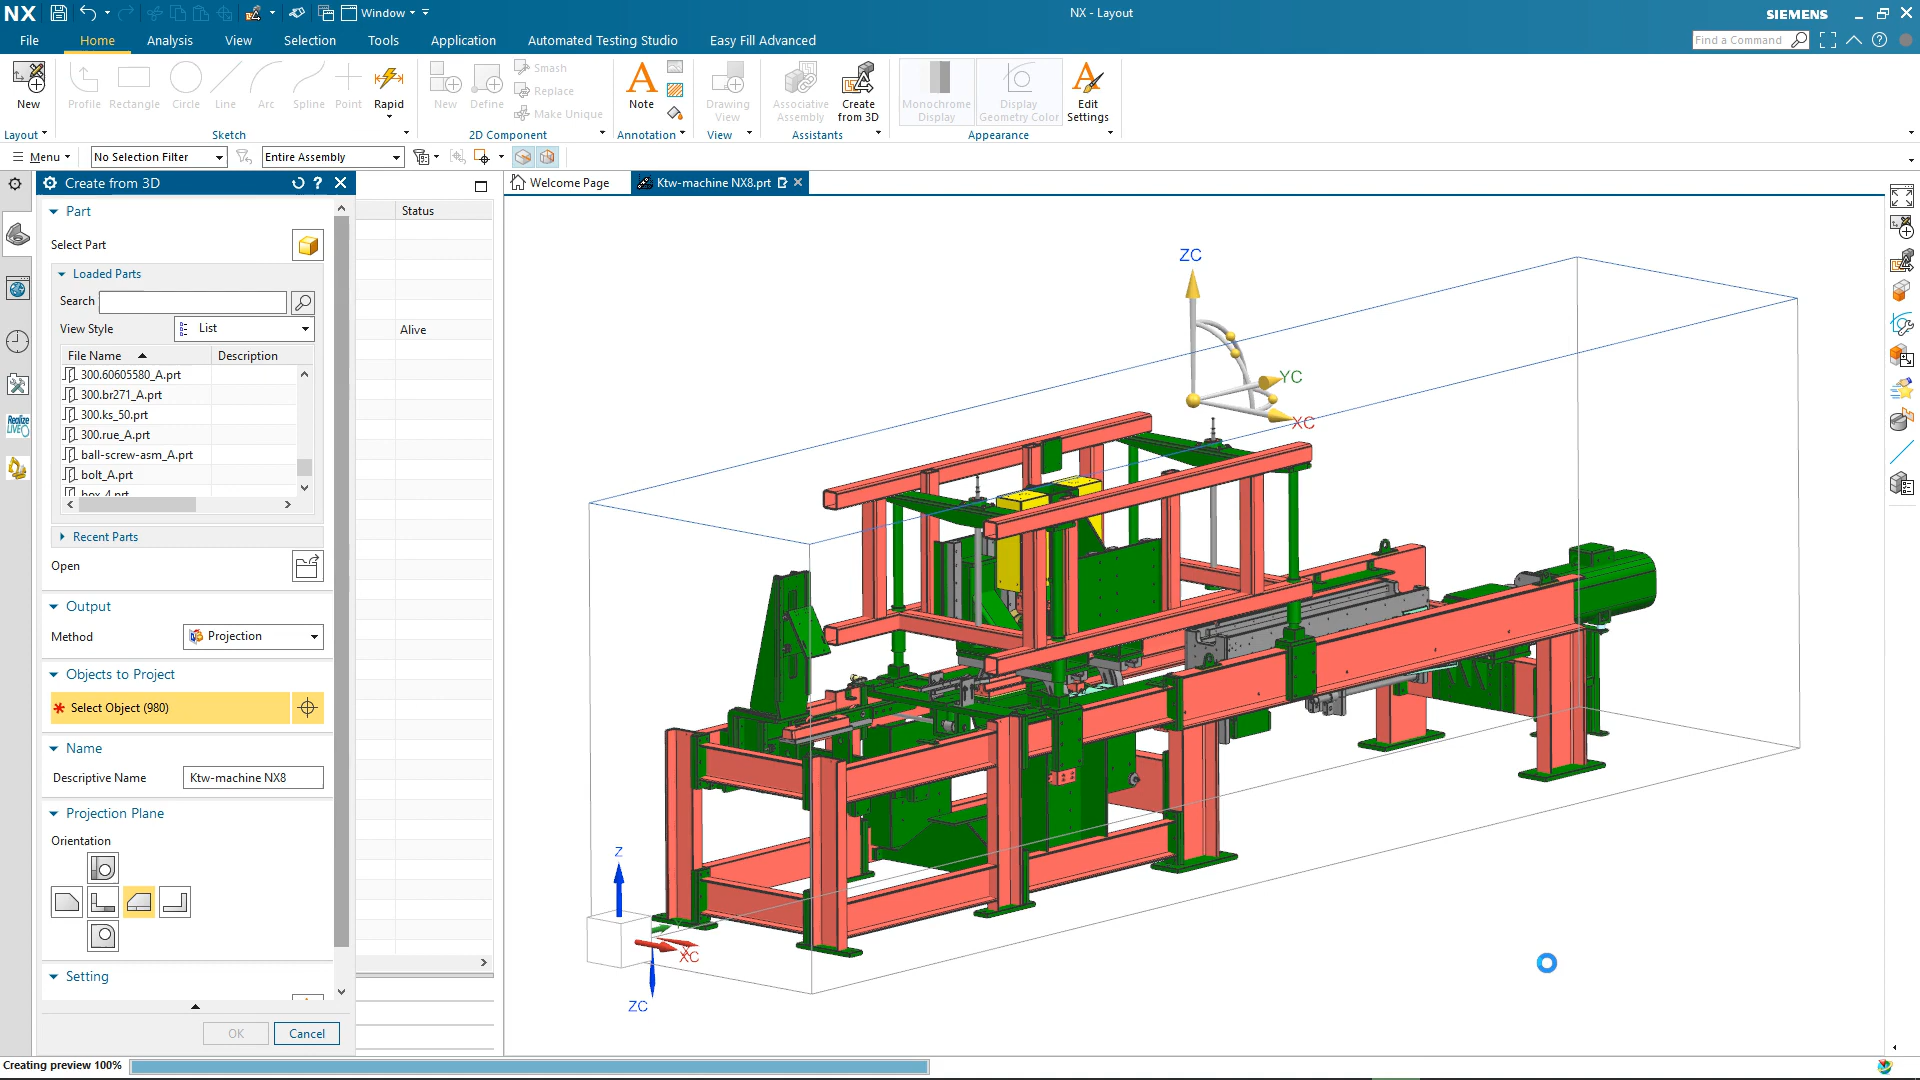 NX
Window
NX - Layout
SIEMENS
File
Home
Analysis
View
Selection
Tools
Application
Automated Testing Studio
Easy Fill Advanced
Find a Command
New
Profile
Rectangle
Circle
Line
Arc
Spline
Point
Rapid
New
Define
Smash
Replace
Make Unique
Note
Drawing
View
Associative
Assembly
Create
from 3D
Monochrome
Display
Display
Geometry Color
Edit
Settings
Layout
Sketch
2D Component
Annotation
View
Assistants
Appearance
Menu
No Selection Filter
Entire Assembly
Create from 3D
Welcome Page
Ktw-machine NX8.prt
Part
Status
Select Part
Loaded Parts
Search
View Style
List
Alive
File Name
Description
300.60605580_A.prt
300.br271_A.prt
300.ks_50.prt
300.rue_A.prt
ball-screw-asm_A.prt
bolt_A.prt
box_4.prt
Recent Parts
Open
Output
Method
Projection
Objects to Project
* Select Object (980)
Name
Descriptive Name
Ktw-machine NX8
Projection Plane
Orientation
Setting
OK
Cancel
Realize
LIVE
ZC
YC
XC
Z
XC
ZC
Creating preview 100%